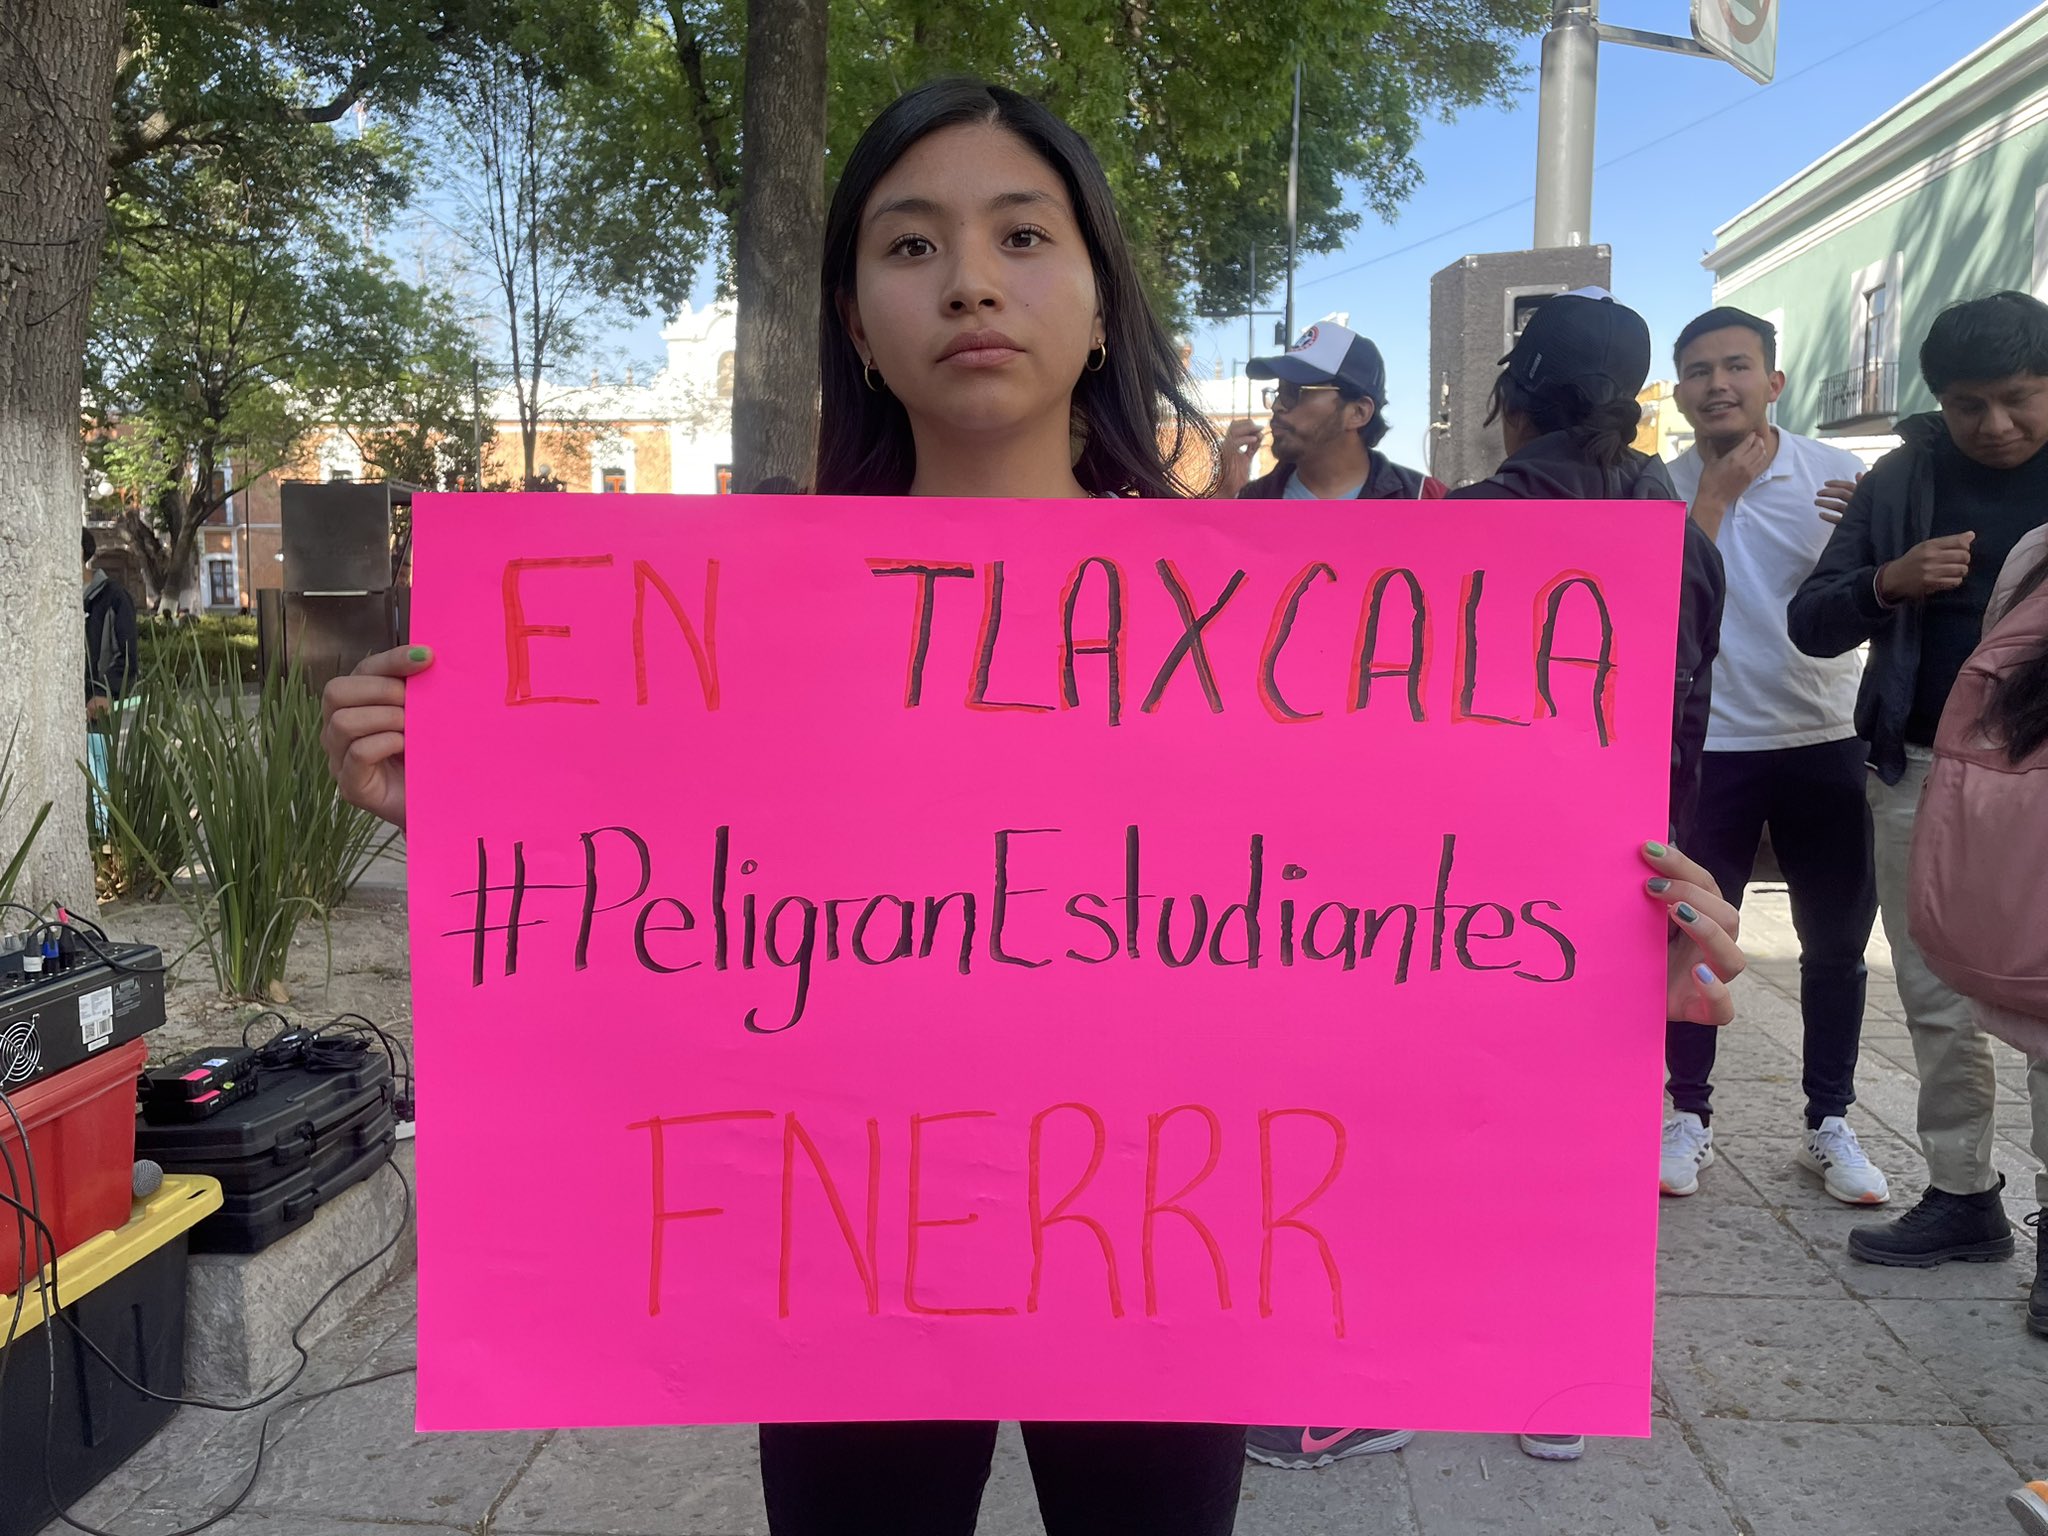 EN TLAXCALA
#PeligranEstudiantes
FNERRR